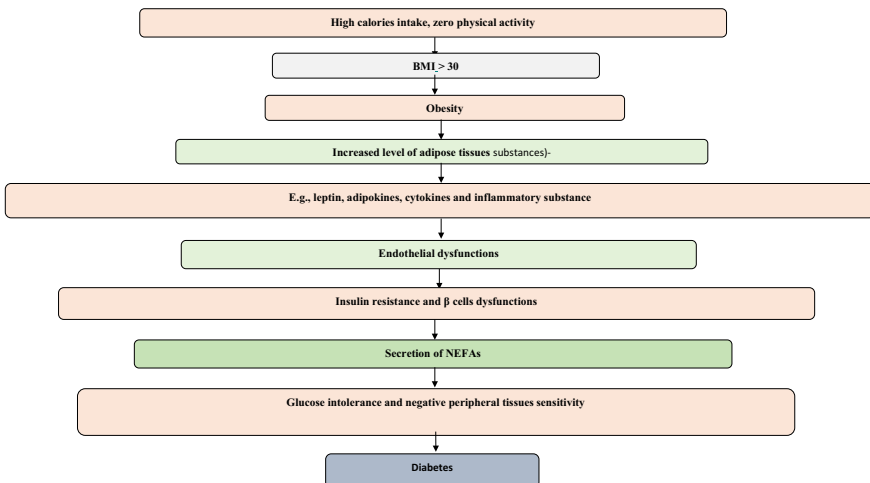 High calories intake, zero physical activity
BMI > 30
Obesity
Increased level of adipose tissues substances)-
E.g., leptin, adipokines, cytokines and inflammatory substance
Endothelial dysfunctions
Insulin resistance and β cells dysfunctions
Secretion of NEFAs
Glucose intolerance and negative peripheral tissues sensitivity
Diabetes